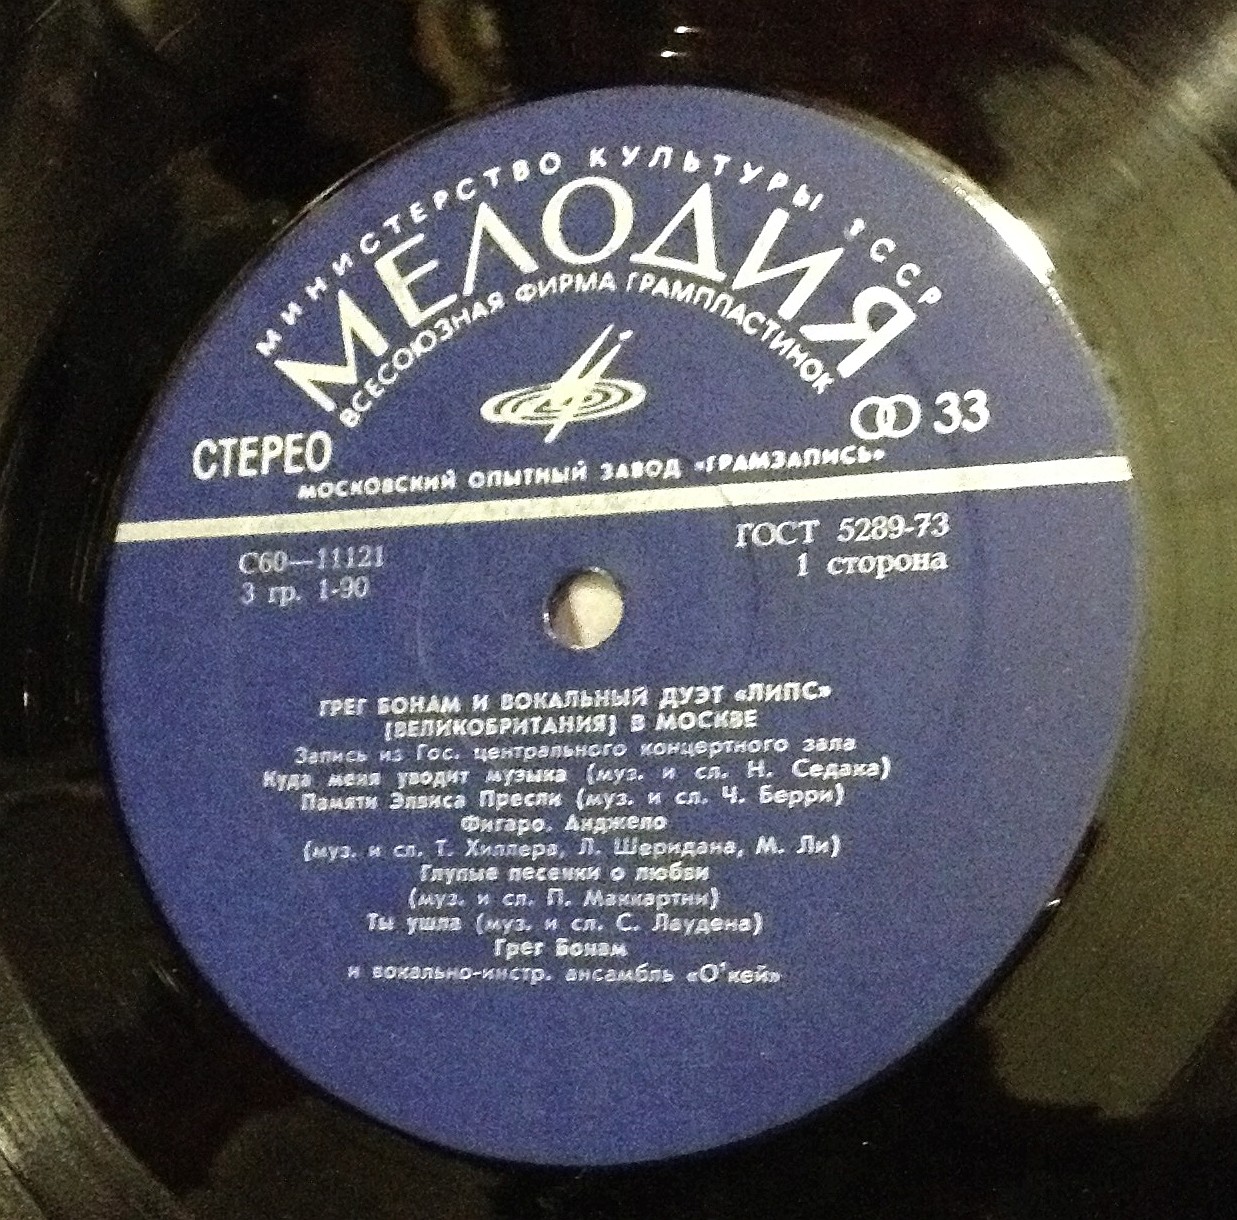 МИНИСТЕРСТВО КУЛЬТУРЫ СССР
МЕЛОДИЯ
ВСЕСОЮЗНАЯ ФИРМА ГРАМПЛАСТИНОК
СТЕРЕО
33
МОСКОВСКИЙ ОПЫТНЫЙ ЗАВОД «ГРАМЗАПИСЬ»
С60—11121
ГОСТ 5289-73
3 гр. 1-90
1 сторона
ГРЕГ БОНАМ И ВОКАЛЬНЫЙ ДУЭТ «ЛИПС»
(ВЕЛИКОБРИТАНИЯ) В МОСКВЕ
Запись из Гос. центрального концертного зала
Куда меня уводит музыка (муз. и сл. Н. Седака)
Памяти Элвиса Пресли (муз. и сл. Ч. Берри)
Фигаро. Анджело
(муз. и сл. Т. Хиллера, Л. Шеридана, М. Ли)
Глупые песенки о любви
(муз. и сл. П. Маккартни)
Ты ушла (муз. и сл. С. Лаудена)
Грег Бонам
и вокально-инстр. ансамбль «О'кей»